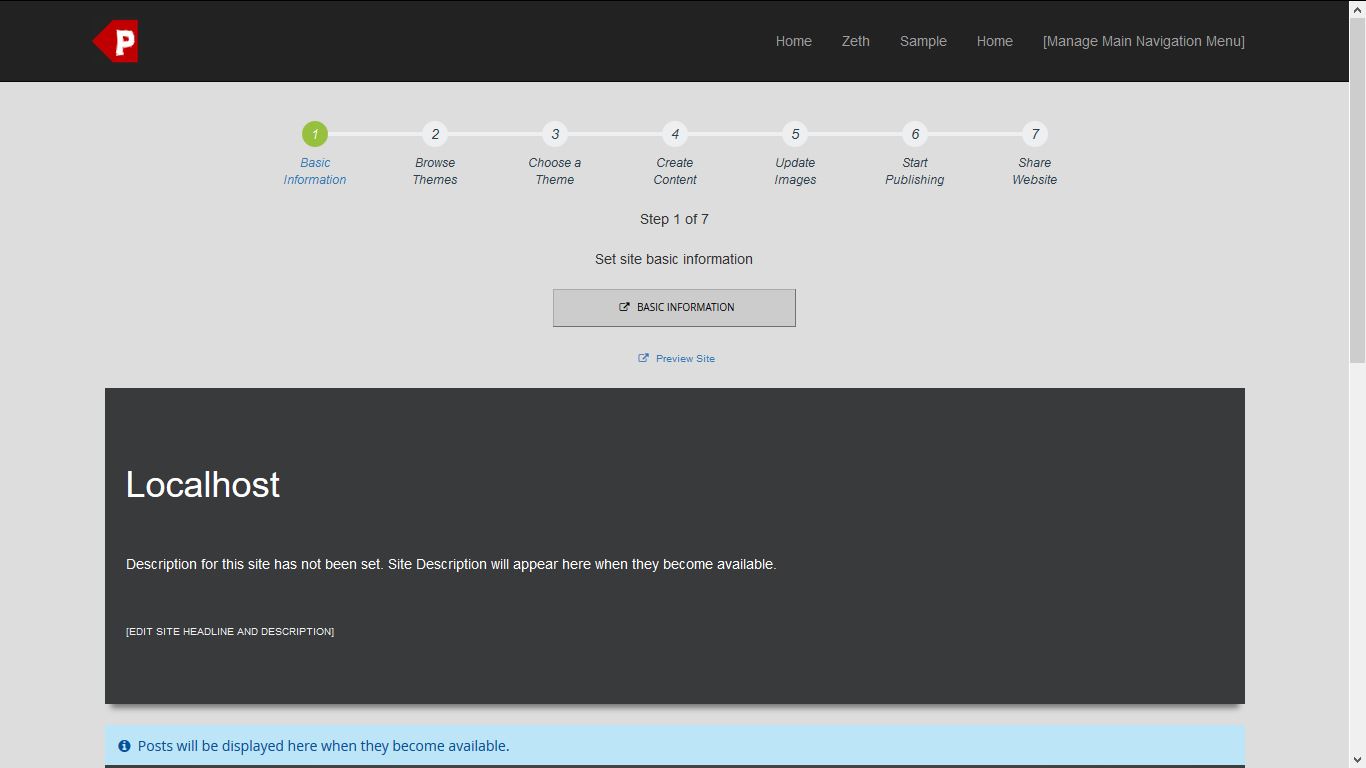 P
Home Zeth Sample Home [Manage Main Navigation Menu]
1 2 3 4 5 6 7
Basic Information
Browse Themes
Choose a Theme
Create Content
Update Images
Start Publishing
Share Website
Step 1 of 7
Set site basic information
BASIC INFORMATION
Preview Site
Localhost
Description for this site has not been set. Site Description will appear here when they become available.
[EDIT SITE HEADLINE AND DESCRIPTION]
Posts will be displayed here when they become available.